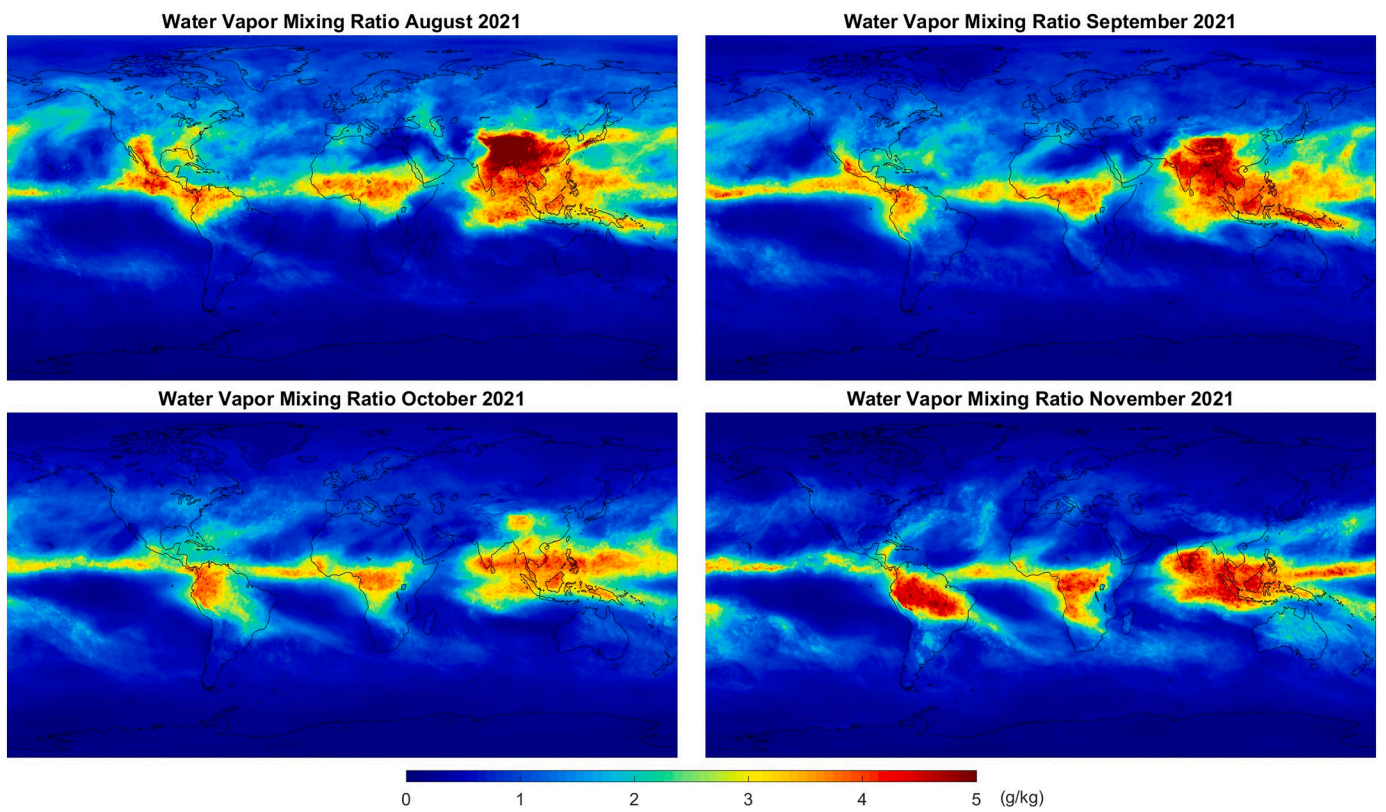 Water Vapor Mixing Ratio August 2021
Water Vapor Mixing Ratio September 2021
Water Vapor Mixing Ratio October 2021
Water Vapor Mixing Ratio November 2021
0 1 2 3 4 5 (g/kg)